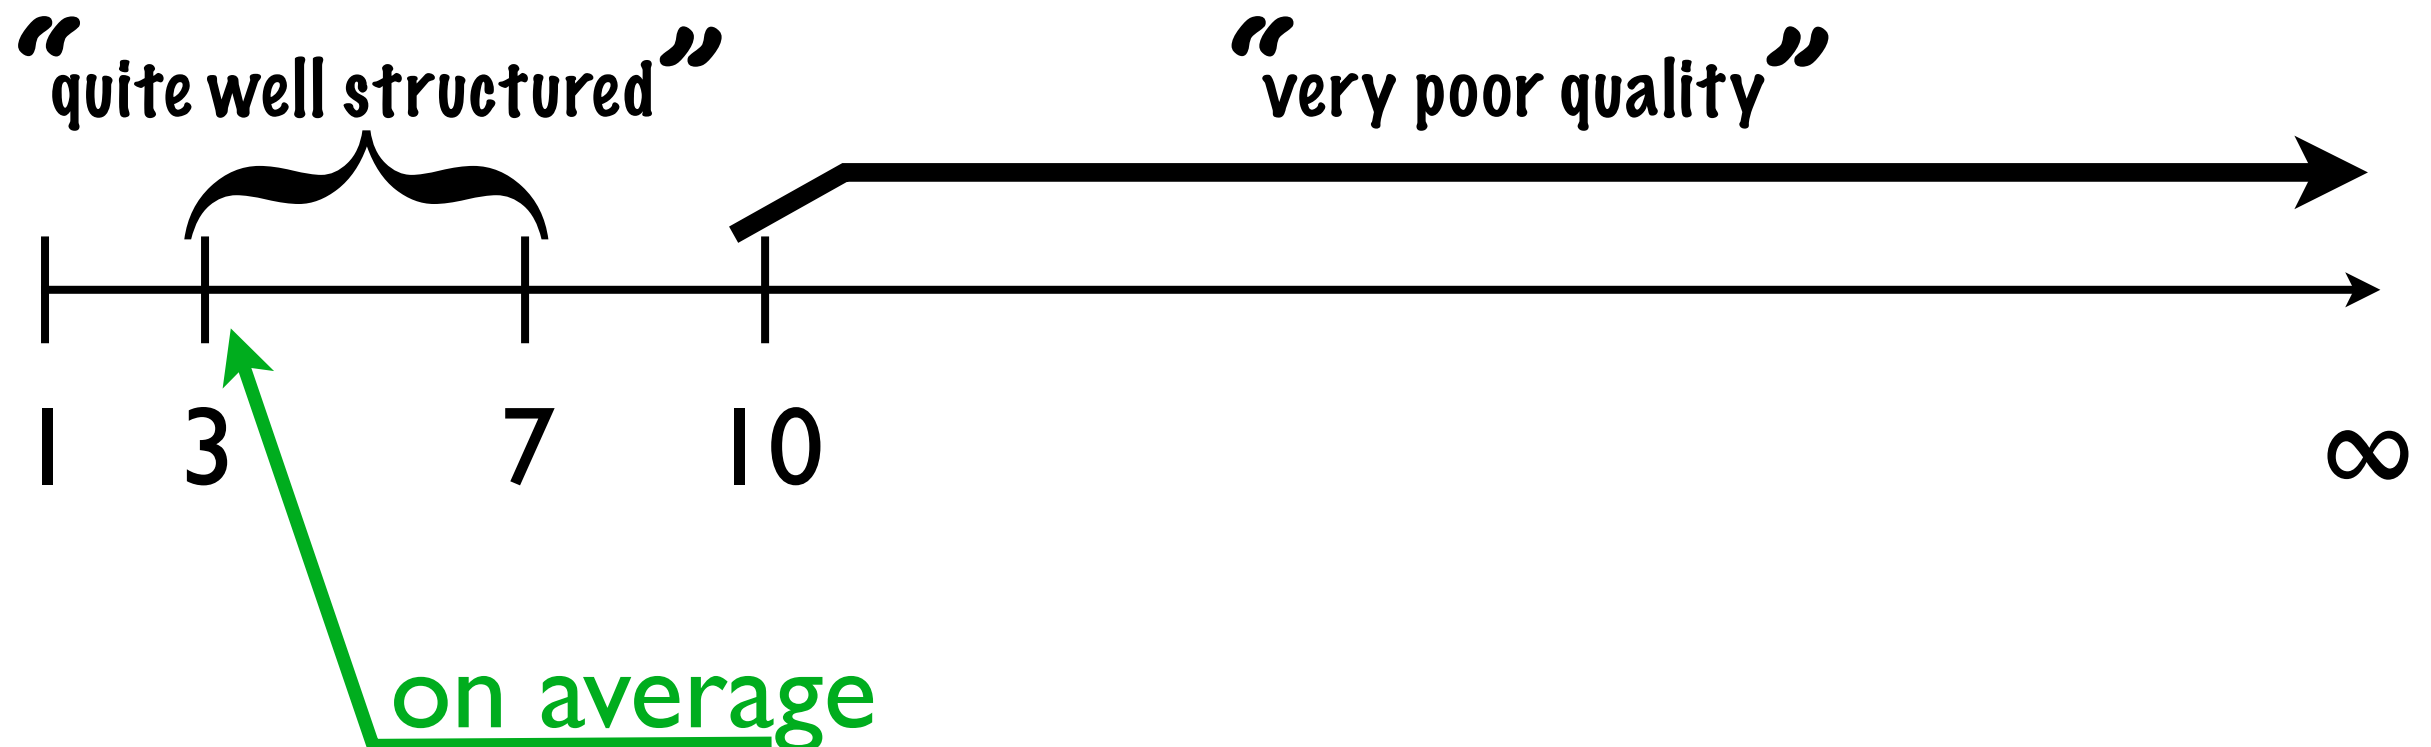 “quite well structured”
“very poor quality”
1 3 7 10 ∞
on average